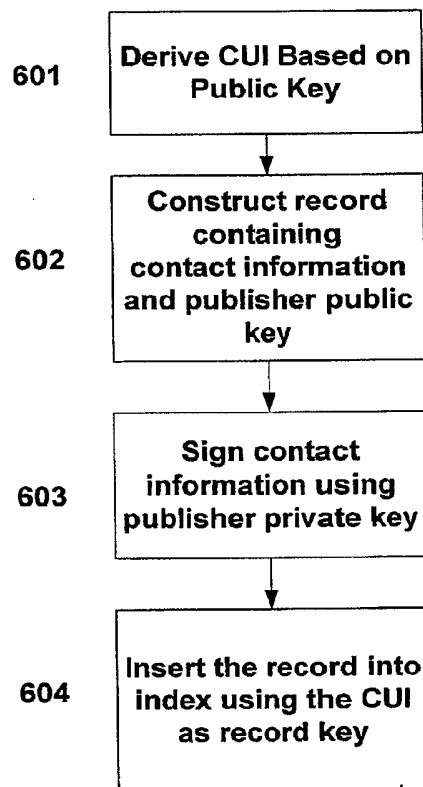 601
Derive CUI Based on
Public Key
602
Construct record
containing
contact information
and publisher public
key
603
Sign contact
information using
publisher private key
604
Insert the record into
index using the CUI
as record key